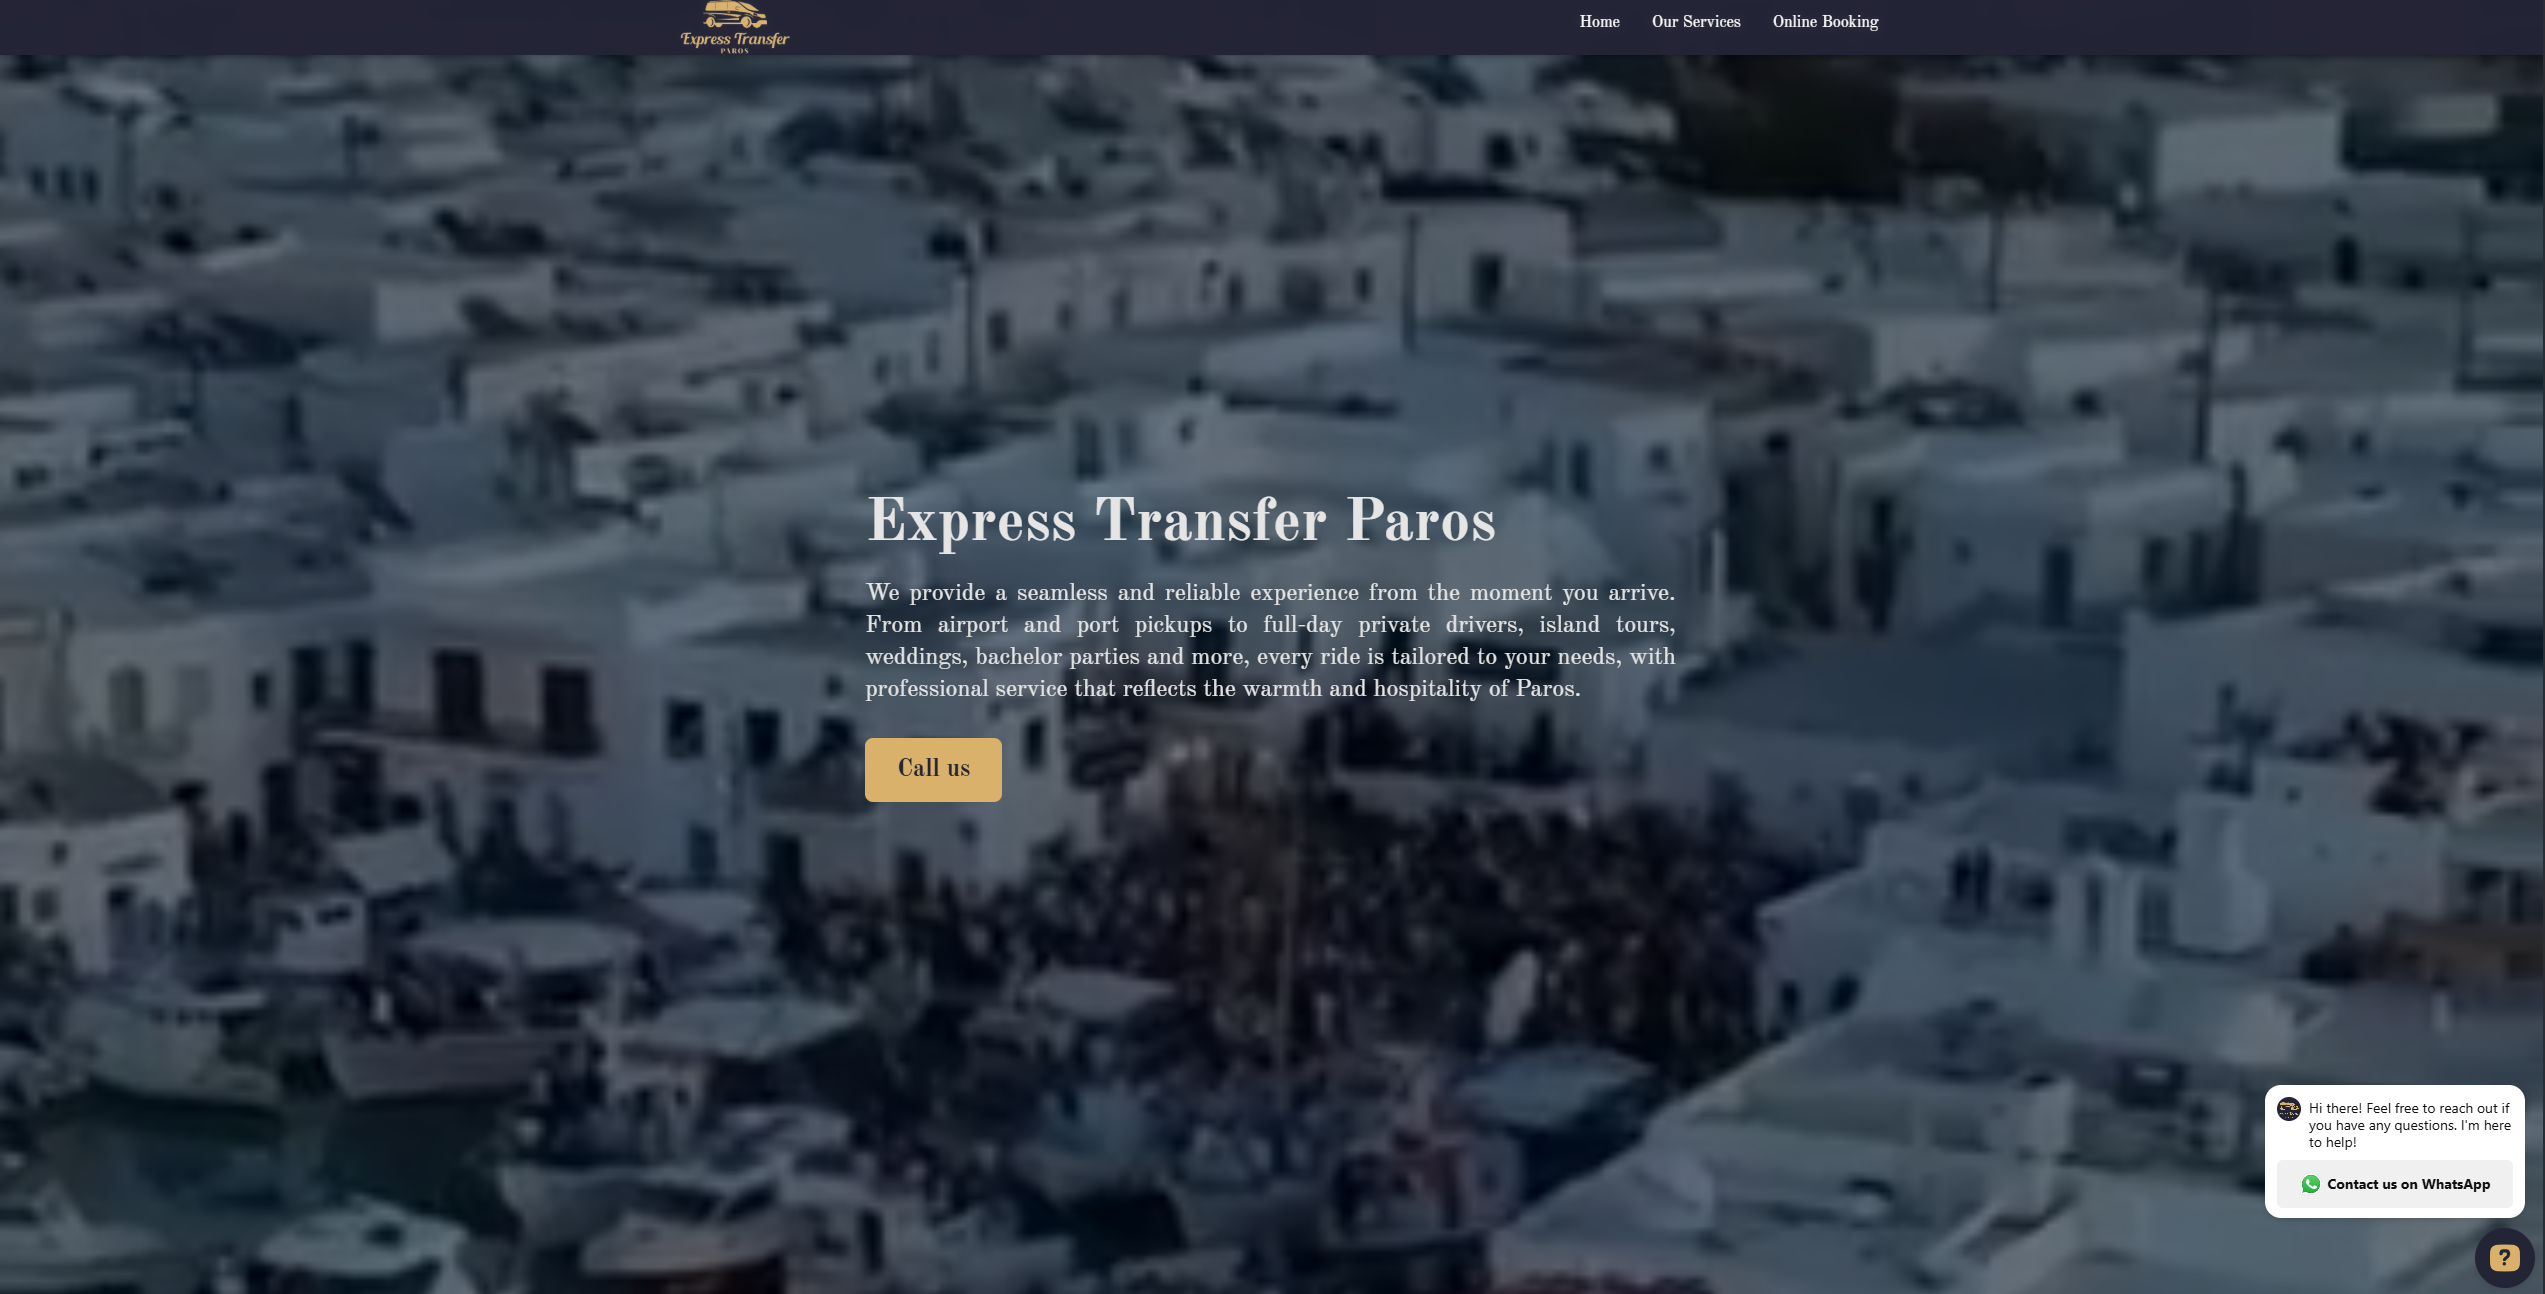 Express Transfer
PAROS
Home
Our Services
Online Booking
Express Transfer Paros
We provide a seamless and reliable experience from the moment you arrive.
From airport and port pickups to full-day private drivers, island tours,
weddings, bachelor parties and more, every ride is tailored to your needs, with
professional service that reflects the warmth and hospitality of Paros.
Call us
Hi there! Feel free to reach out if
you have any questions. I'm here
to help!
Contact us on WhatsApp
?